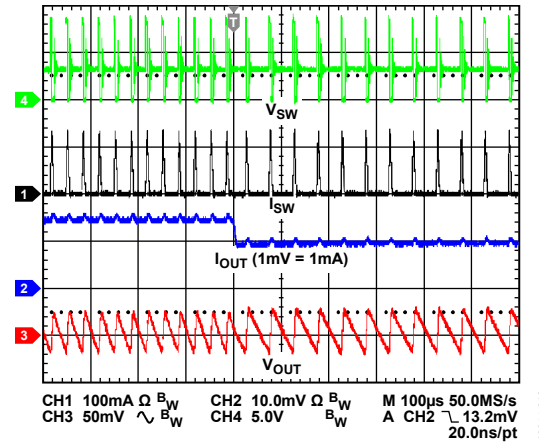 T
4
V_SW
1
I_SW
I_OUT (1mV = 1mA)
2
3
V_OUT
CH1 100mA Ω B_W CH2 10.0mV Ω B_W M 100µs 50.0MS/s
CH3 50mV ∿ B_W CH4 5.0V B_W A CH2 ㄟ 13.2mV
20.0ns/pt